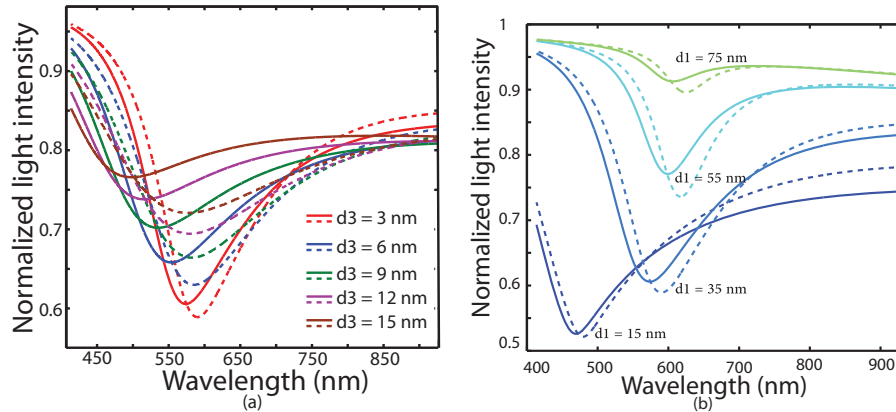 Normalized light intensity
0.9
0.8
0.7
0.6
450
550
650
750
850
d3 = 3 nm
d3 = 6 nm
d3 = 9 nm
d3 = 12 nm
d3 = 15 nm
Wavelength (nm)
(a)
Normalized light intensity
1
0.9
0.8
0.7
0.6
0.5
400
500
600
700
800
900
d1 = 75 nm
d1 = 55 nm
d1 = 35 nm
d1 = 15 nm
Wavelength (nm)
(b)